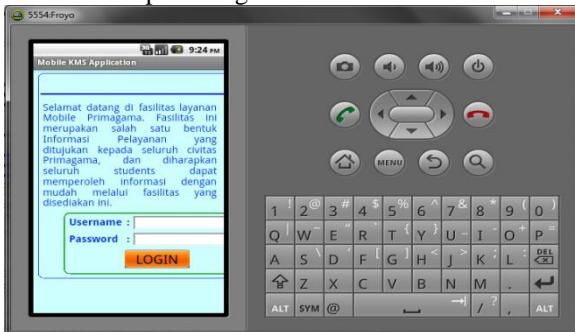 5554:Froyo
9:24 PM
Mobile KMS Application
Selamat datang di fasilitas layanan
Mobile Primagama. Fasilitas ini
merupakan salah satu bentuk
Informasi Pelayanan yang
ditujukan kepada seluruh civitas
Primagama, dan diharapkan
seluruh students dapat
memperoleh informasi dengan
mudah melalui fasilitas yang
disediakan ini.
Username :
Password :
LOGIN
MENU
1 ! 2 @ 3 # 4 $ 5 % 6 ^ 7 & 8 * 9 ( 0 )
Q | W ~ E " R ` T { Y } U _ I - O + P =
A S \ D ' F [ G ] H < J > K ; L : DEL
Z X C V B N M .
ALT SYM @ / ? , ALT